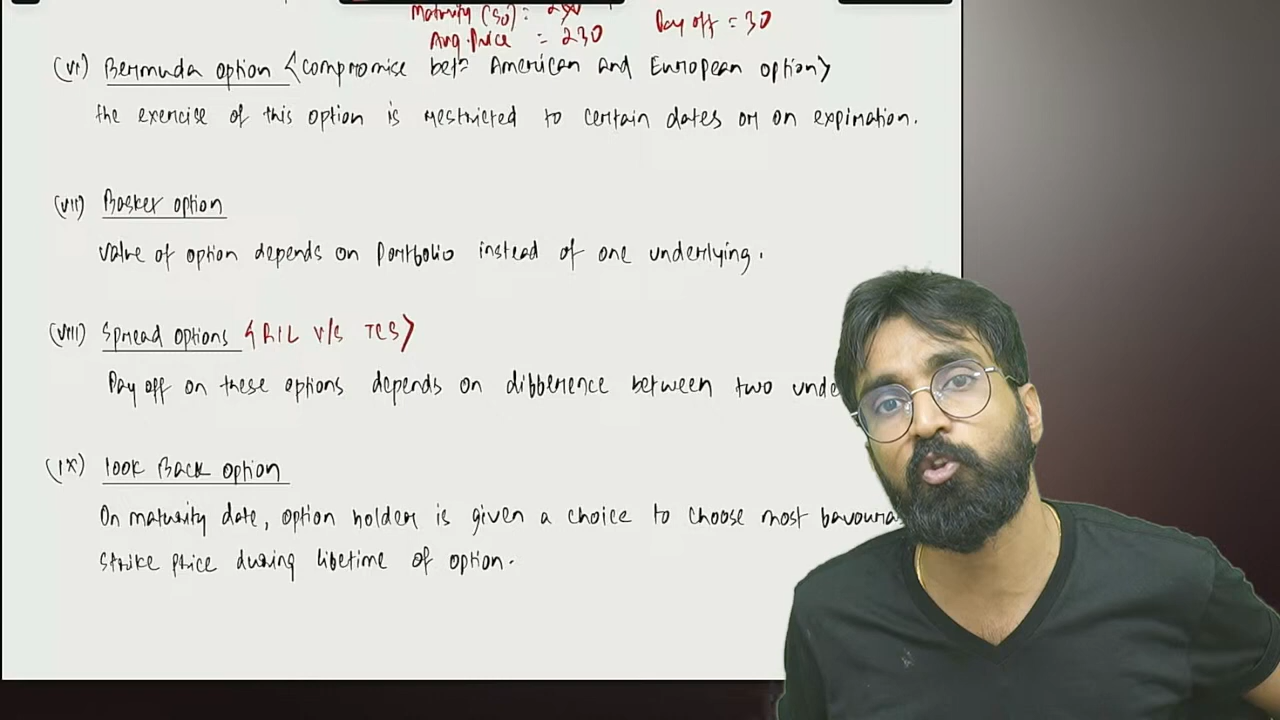 Maturity (50) =
Pay off = 30
Avg. Price = 230
(vi) Bermuda option <compromise betn American and European option>
the exercise of this option is restricted to certain dates or on expiration.
(vii) Basket option
Value of option depends on Portfolio instead of one underlying.
(viii) Spread options <RIL v/s TCS>
Pay off on these options depends on difference between two unde
(ix) look Back option
On maturity date, option holder is given a choice to choose most favoura
strike price during lifetime of option.